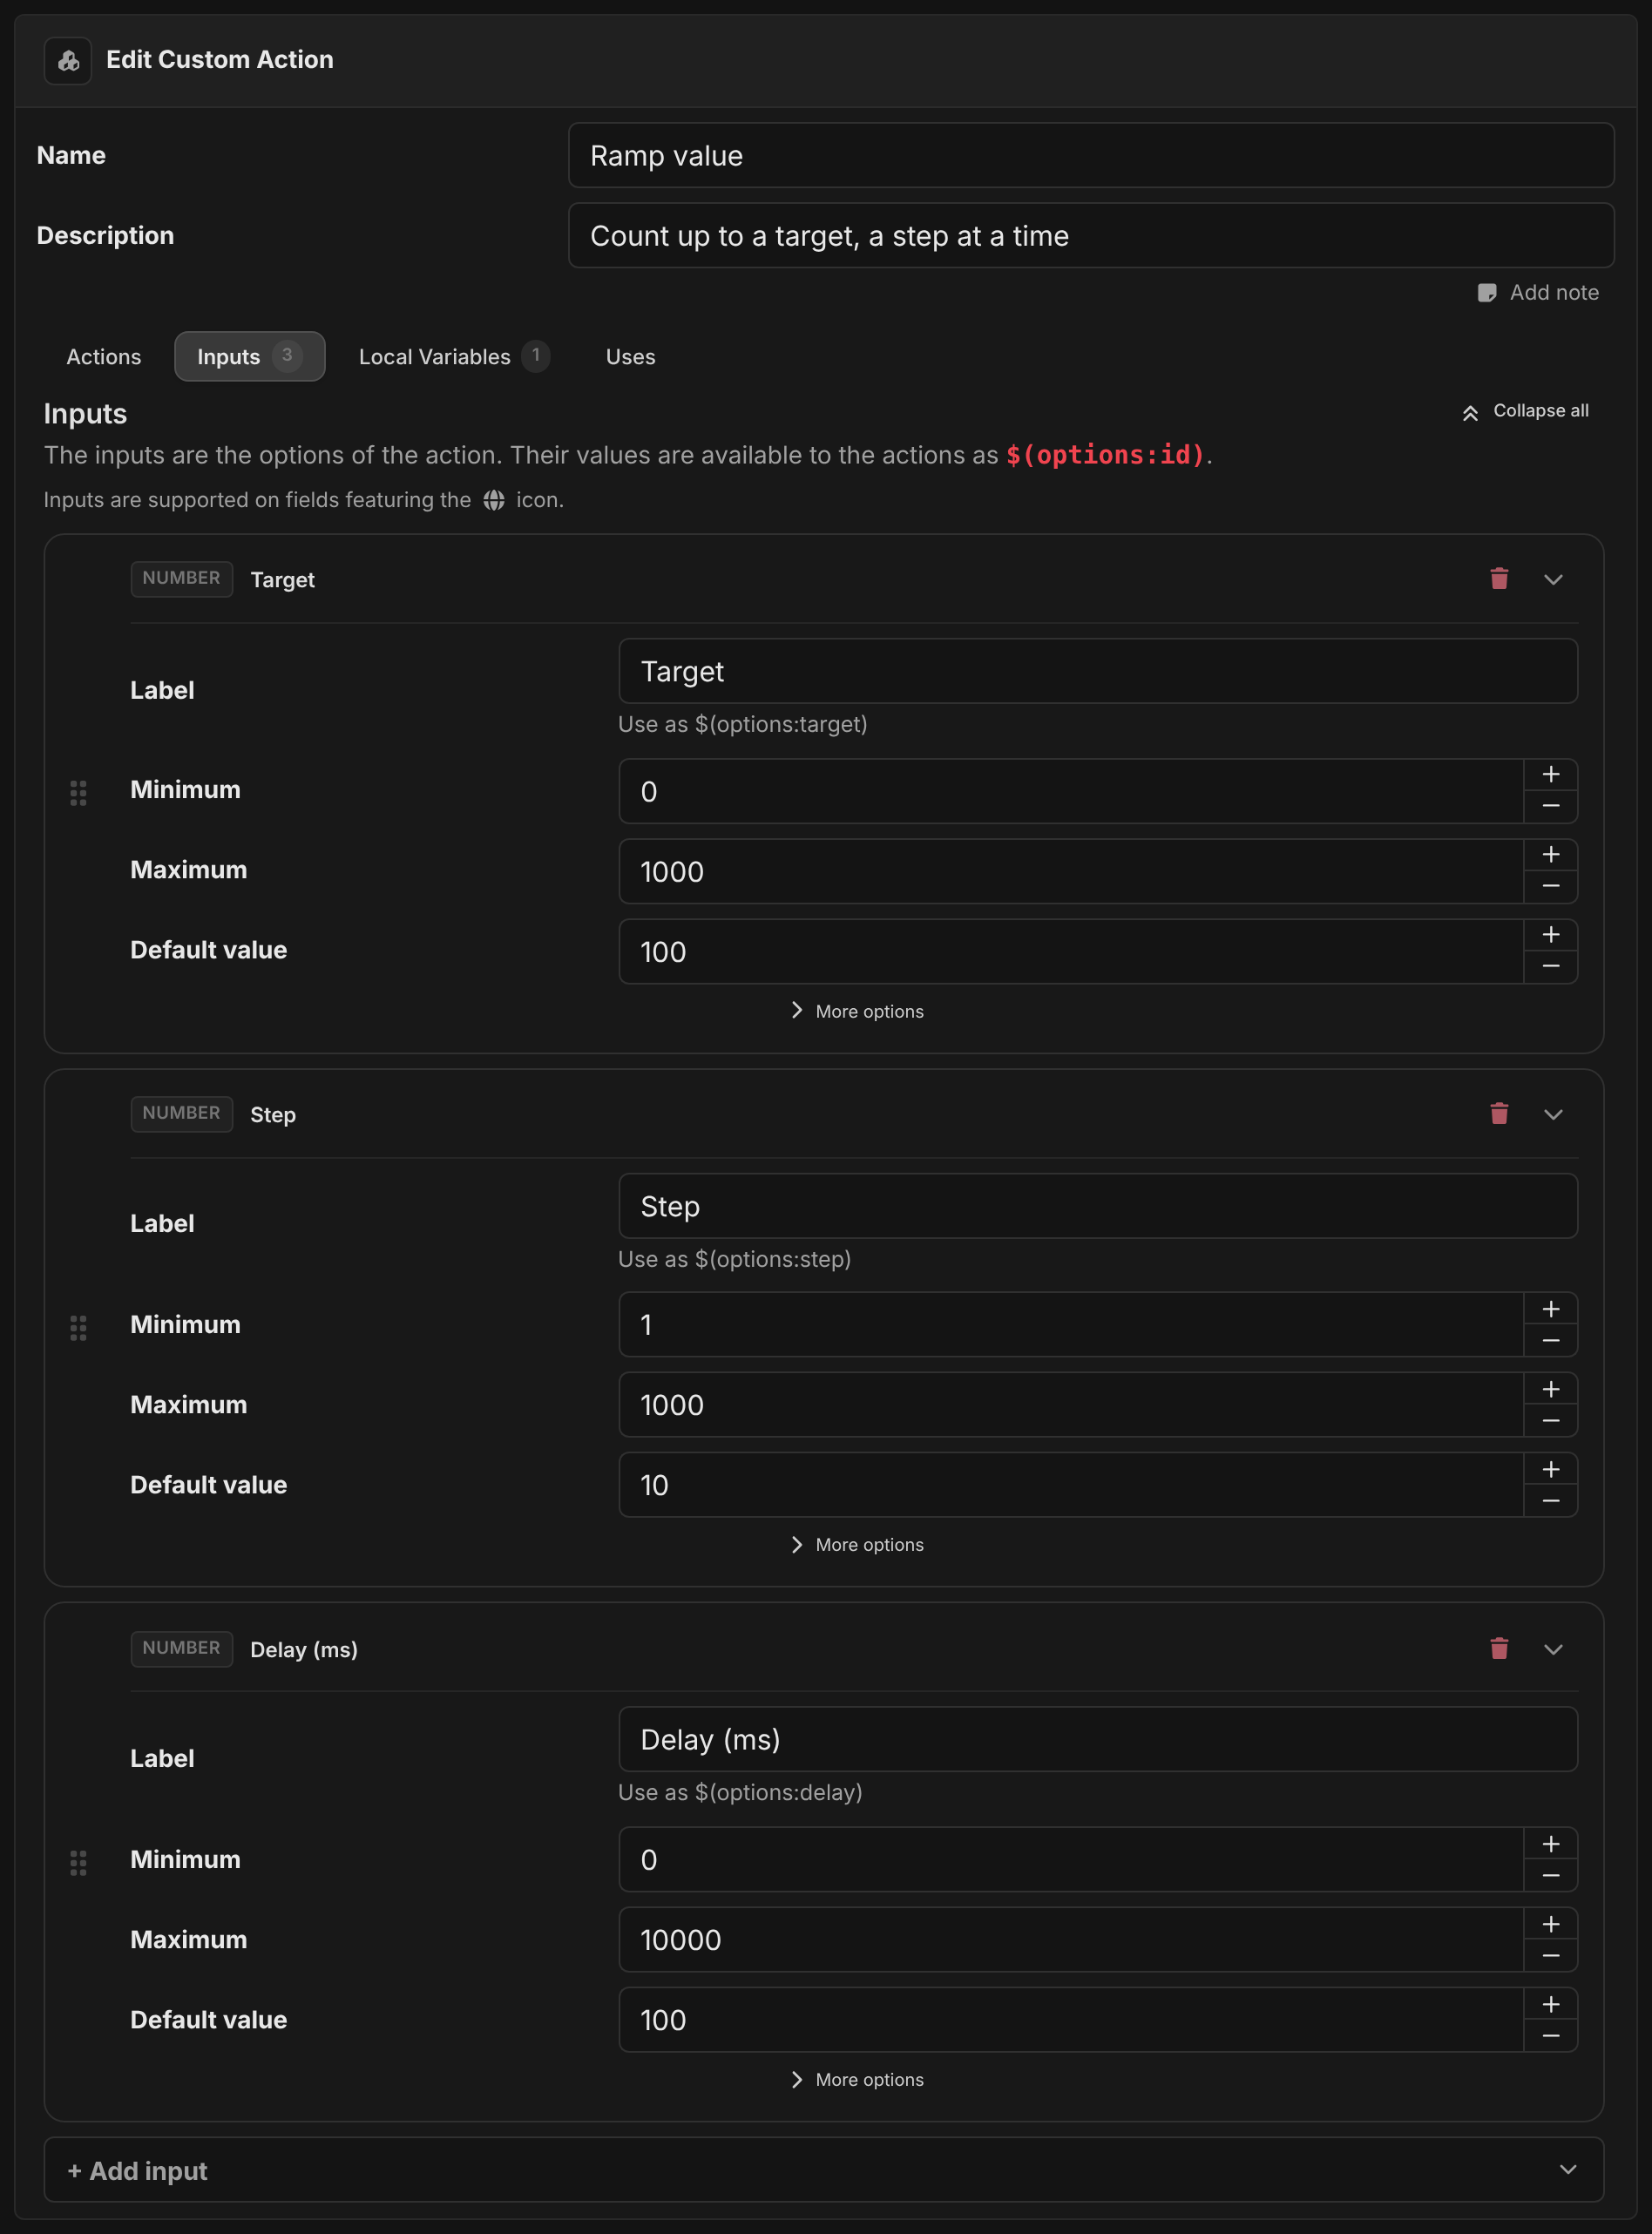 Edit Custom Action
Name
Ramp value
Description
Count up to a target, a step at a time
Add note
Actions
Inputs 3
Local Variables 1
Uses
Inputs
Collapse all
The inputs are the options of the action. Their values are available to the actions as $(options:id).
Inputs are supported on fields featuring the icon.
NUMBER Target
Label
Target
Use as $(options:target)
Minimum
0
Maximum
1000
Default value
100
More options
NUMBER Step
Label
Step
Use as $(options:step)
Minimum
1
Maximum
1000
Default value
10
More options
NUMBER Delay (ms)
Label
Delay (ms)
Use as $(options:delay)
Minimum
0
Maximum
10000
Default value
100
More options
+ Add input